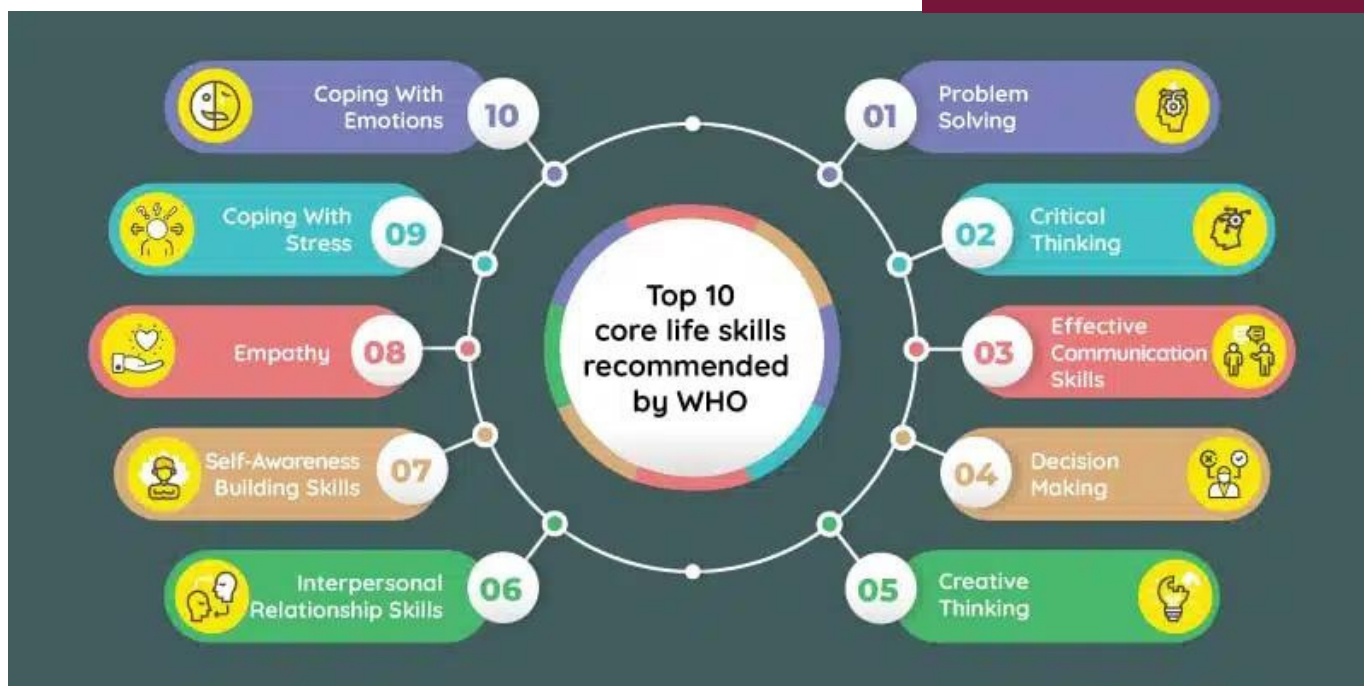 Top 10
core life skills
recommended
by WHO
01
Problem
Solving
02
Critical
Thinking
03
Effective
Communication
Skills
04
Decision
Making
05
Creative
Thinking
06
Interpersonal
Relationship Skills
07
Self-Awareness
Building Skills
08
Empathy
09
Coping With
Stress
10
Coping With
Emotions